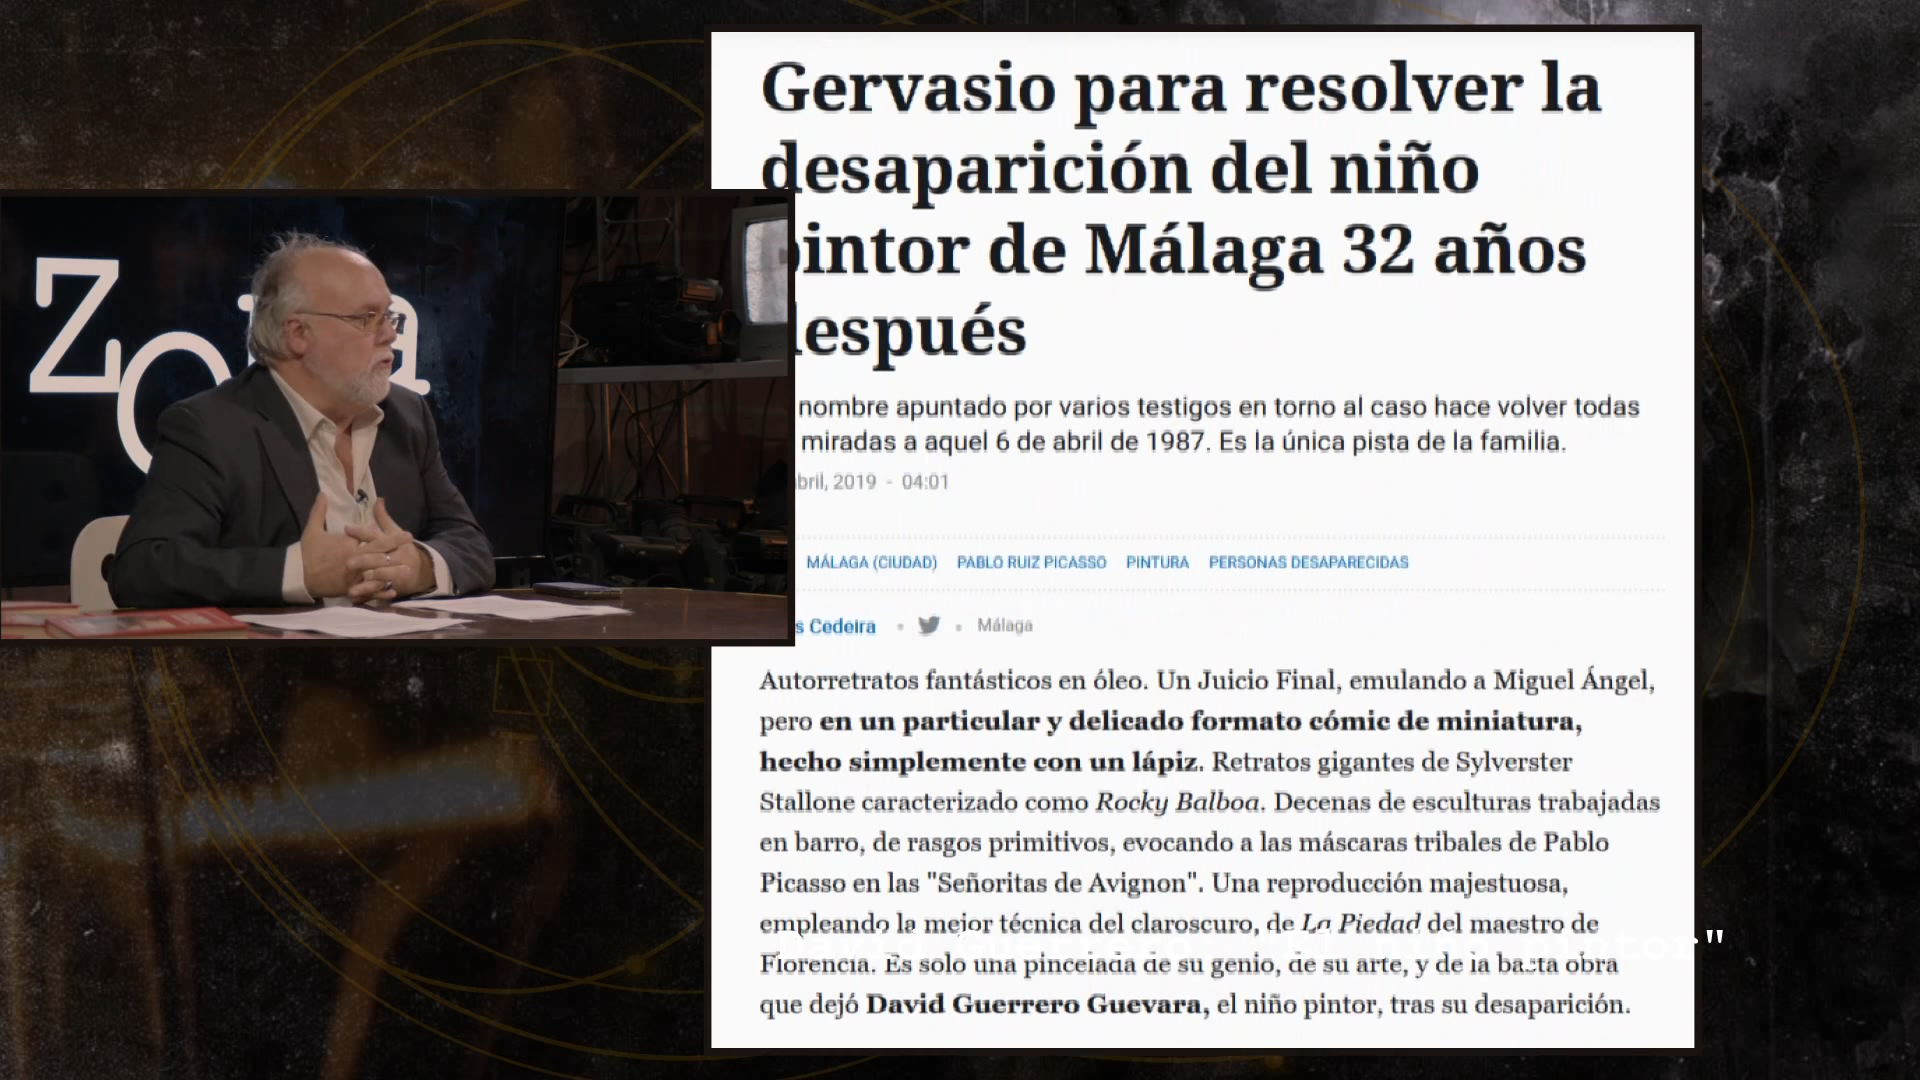 Gervasio para resolver la
desaparición del niño
pintor de Málaga 32 años
después
nombre apuntado por varios testigos en torno al caso hace volver todas
miradas a aquel 6 de abril de 1987. Es la única pista de la familia.
abril, 2019 - 04:01
MÁLAGA (CIUDAD) PABLO RUIZ PICASSO PINTURA PERSONAS DESAPARECIDAS
s Cedeira • • Málaga
Autorretratos fantásticos en óleo. Un Juicio Final, emulando a Miguel Ángel,
pero en un particular y delicado formato cómic de miniatura,
hecho simplemente con un lápiz. Retratos gigantes de Sylverster
Stallone caracterizado como Rocky Balboa. Decenas de esculturas trabajadas
en barro, de rasgos primitivos, evocando a las máscaras tribales de Pablo
Picasso en las "Señoritas de Avignon". Una reproducción majestuosa,
empleando la mejor técnica del claroscuro, de La Piedad del maestro de
Florencia. Es solo una pincelada de su genio, de su arte, y de la basta obra
que dejó David Guerrero Guevara, el niño pintor, tras su desaparición.